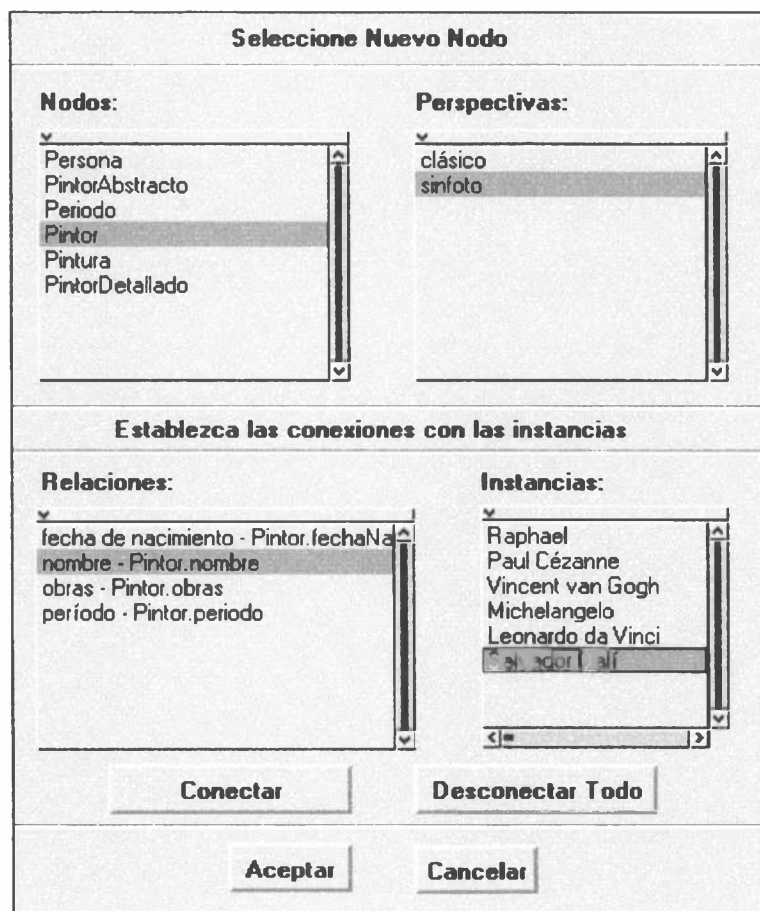 Seleccione Nuevo Nodo
Nodos:
Perspectivas:
Persona
PintorAbstracto
Periodo
Pintor
Pintura
PintorDetallado
clásico
sinfoto
Establezca las conexiones con las instancias
Relaciones:
Instancias:
fecha de nacimiento - Pintor.fechaNa
nombre - Pintor.nombre
obras - Pintor.obras
período - Pintor.periodo
Raphael
Paul Cézanne
Vincent van Gogh
Michelangelo
Leonardo da Vinci
Salvador Dalí
Conectar
Desconectar Todo
Aceptar
Cancelar